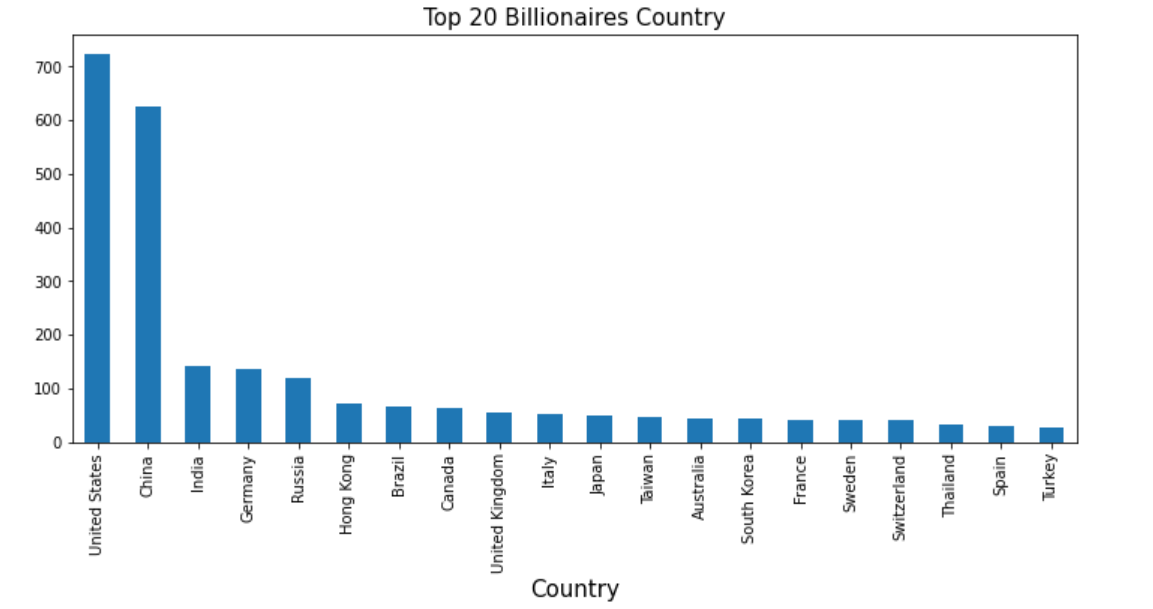 Top 20 Billionaires Country
700
600
500
400
300
200
100
0
United States
China
India
Germany
Russia
Hong Kong
Brazil
Canada
United Kingdom
Italy
Japan
Taiwan
Australia
South Korea
France
Sweden
Switzerland
Thailand
Spain
Turkey
Country